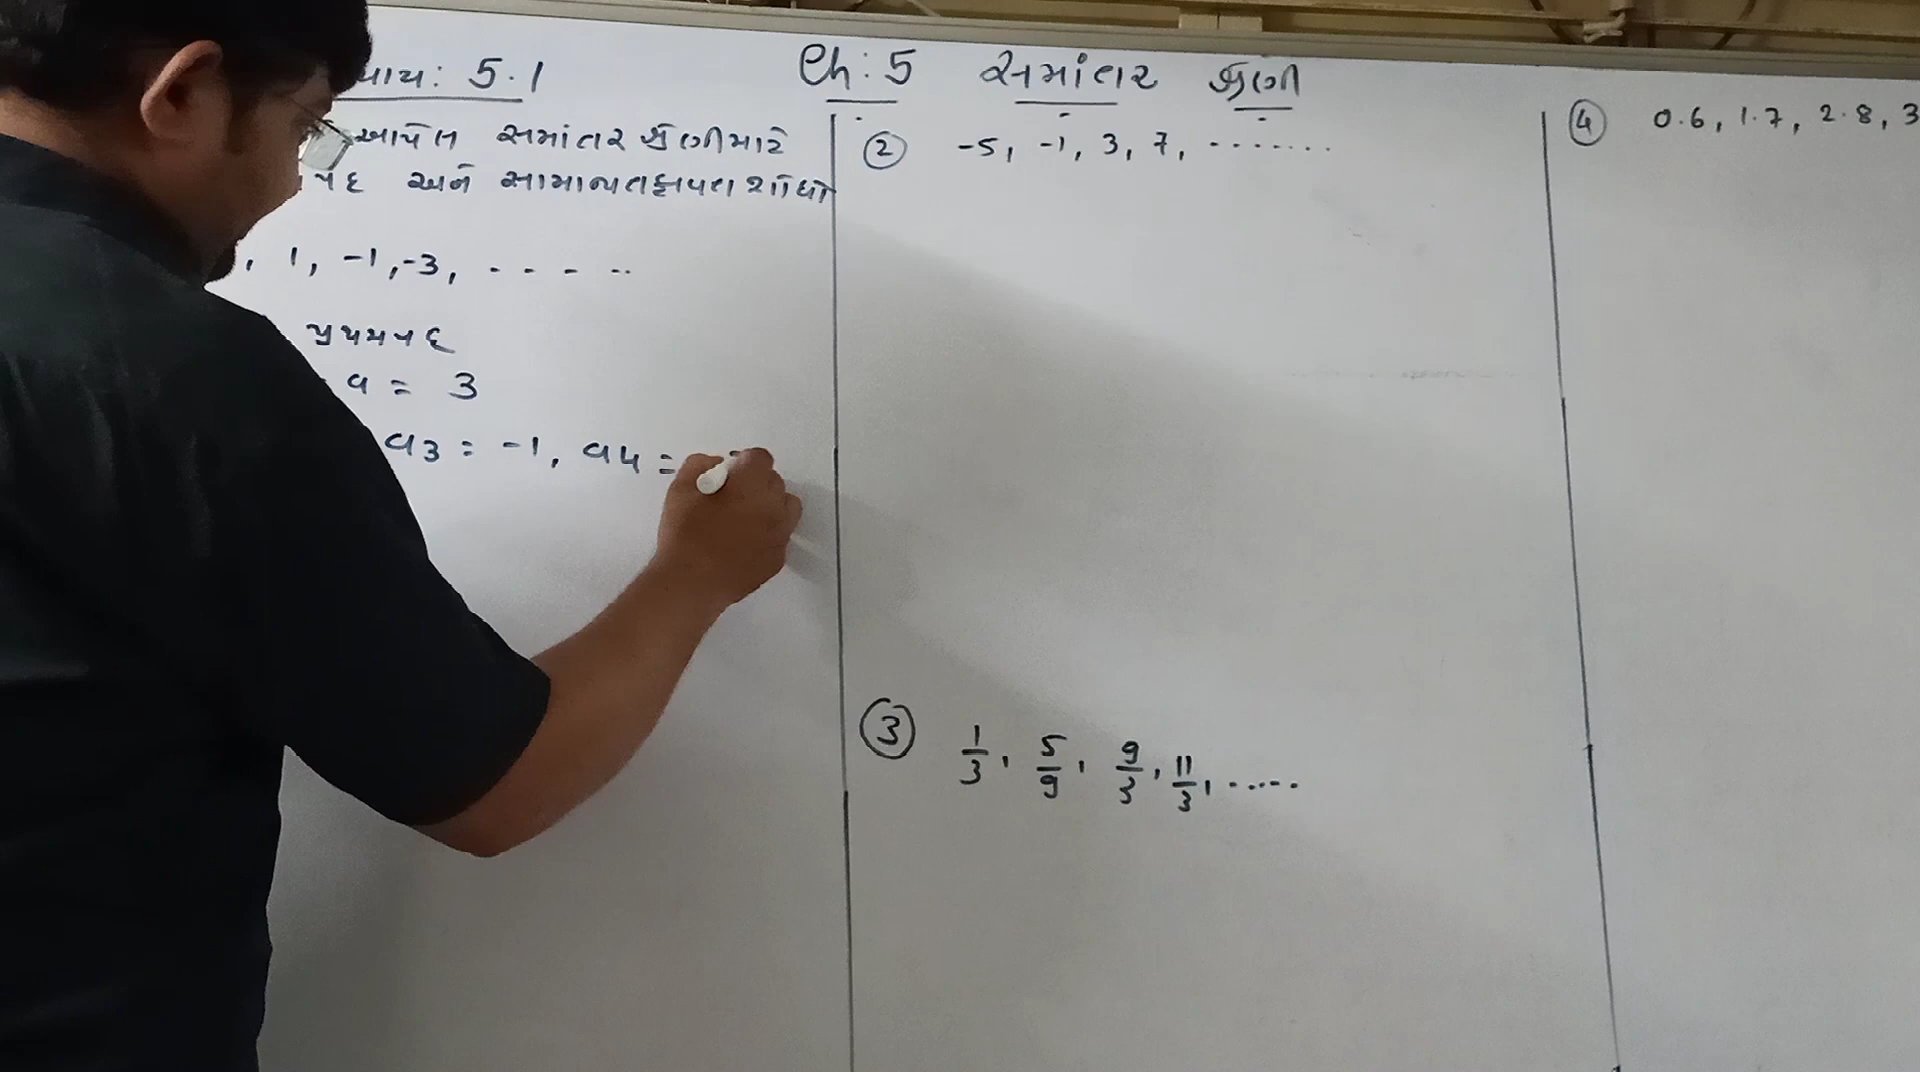 Ch: 5 સમાંતર શ્રેણી
5.1
આપેલ સમાંતર શ્રેણી માટે
પદ અને સામાન્ય તફાવત શોધો
, 1, -1, -3, - - - - ..
પ્રથમ પદ
a = 3
a3 = -1, a4 =
② -5, -1, 3, 7, .......
③ 1/3, 5/9, 9/3, 11/3, ......
④ 0.6, 1.7, 2.8, 3